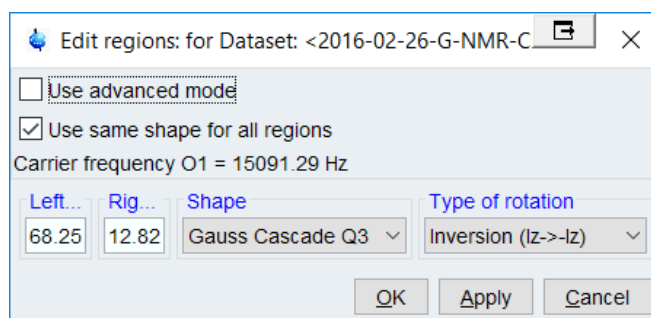 Edit regions: for Dataset: <2016-02-26-G-NMR-C.
Use advanced mode
Use same shape for all regions
Carrier frequency O1 = 15091.29 Hz
Left... Rig... Shape Type of rotation
68.25 12.82 Gauss Cascade Q3 Inversion (Iz->-Iz)
OK Apply Cancel